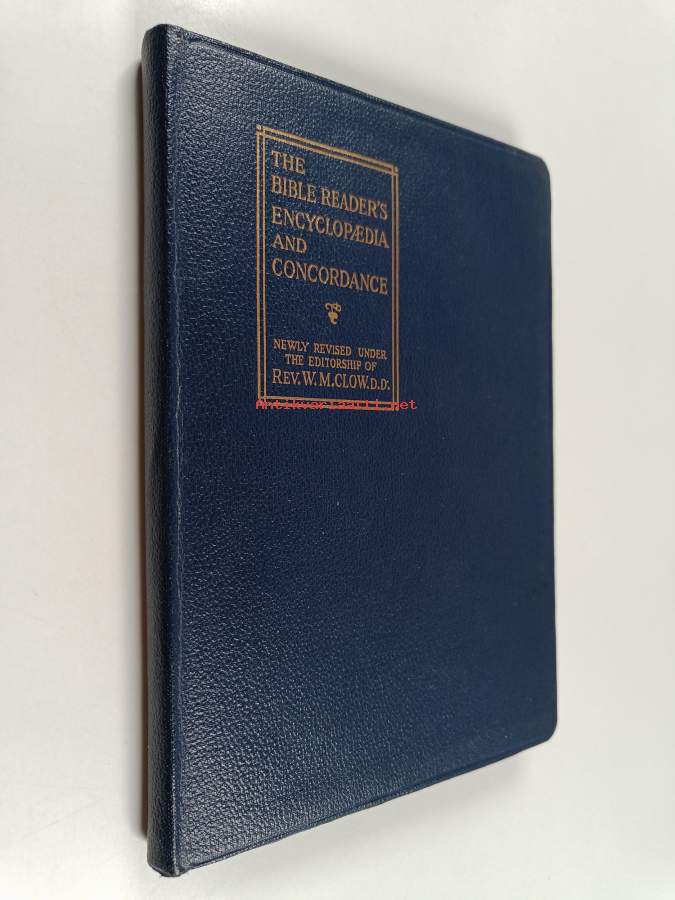 THE
BIBLE READER'S
ENCYCLOPÆDIA
AND
CONCORDANCE
NEWLY REVISED UNDER
THE EDITORSHIP OF
REV. W. M. CLOW, D.D.
Antikvariaatti.net